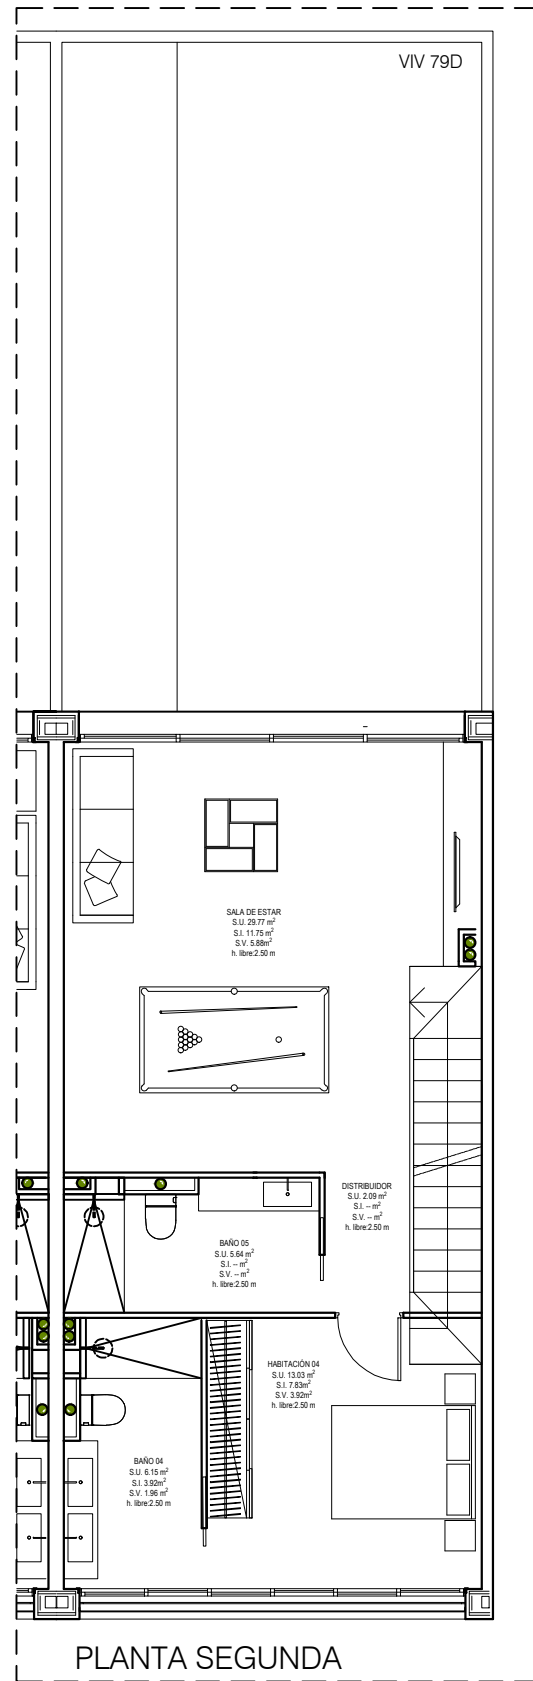 VIV 79D
SALA DE ESTAR
S.U. 29.77 m²
S.I. 11.75 m²
S.V. 5.88m²
h. libre:2.50 m
DISTRIBUIDOR
S.U. 2.09 m²
S.I. -- m²
S.V. -- m²
h. libre:2.50 m
BAÑO 05
S.U. 5.64 m²
S.I. -- m²
S.V. -- m²
h. libre:2.50 m
HABITACIÓN 04
S.U. 13.03 m²
S.I. 7.83m²
S.V. 3.92m²
h. libre:2.50 m
BAÑO 04
S.U. 6.15 m²
S.I. 3.92m²
S.V. 1.96 m²
h. libre:2.50 m
PLANTA SEGUNDA